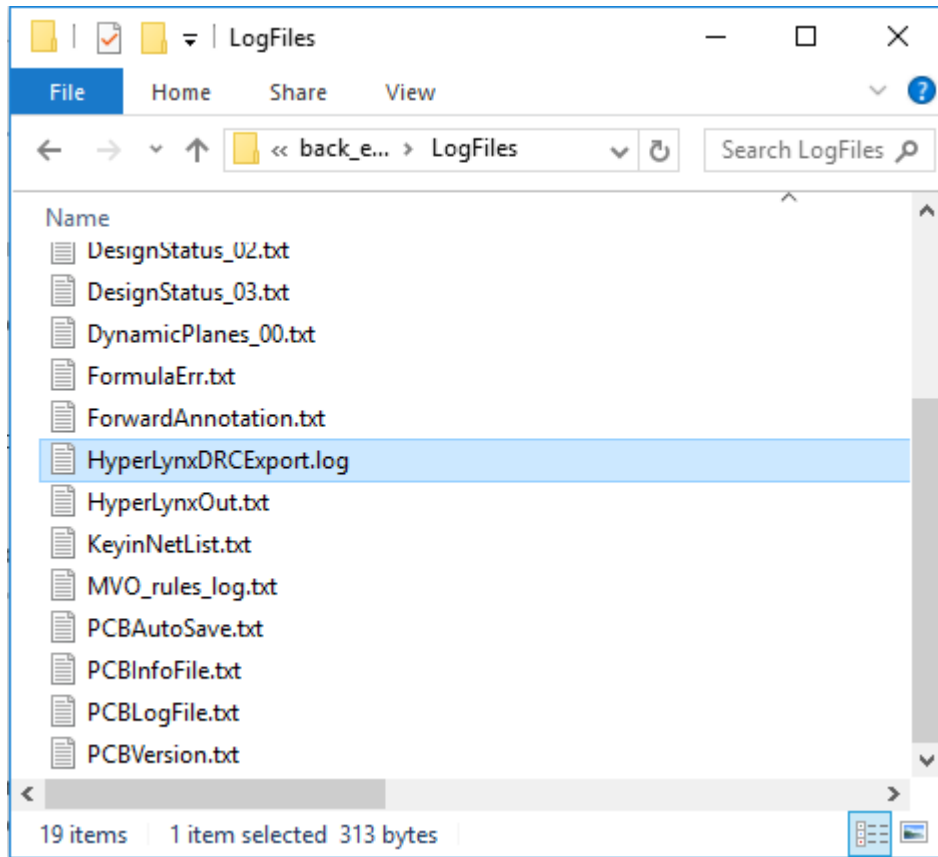 LogFiles
File Home Share View
« back_e... › LogFiles Search LogFiles
Name
DesignStatus_02.txt
DesignStatus_03.txt
DynamicPlanes_00.txt
FormulaErr.txt
ForwardAnnotation.txt
HyperLynxDRCExport.log
HyperLynxOut.txt
KeyinNetList.txt
MVO_rules_log.txt
PCBAutoSave.txt
PCBInfoFile.txt
PCBLogFile.txt
PCBVersion.txt
19 items 1 item selected 313 bytes